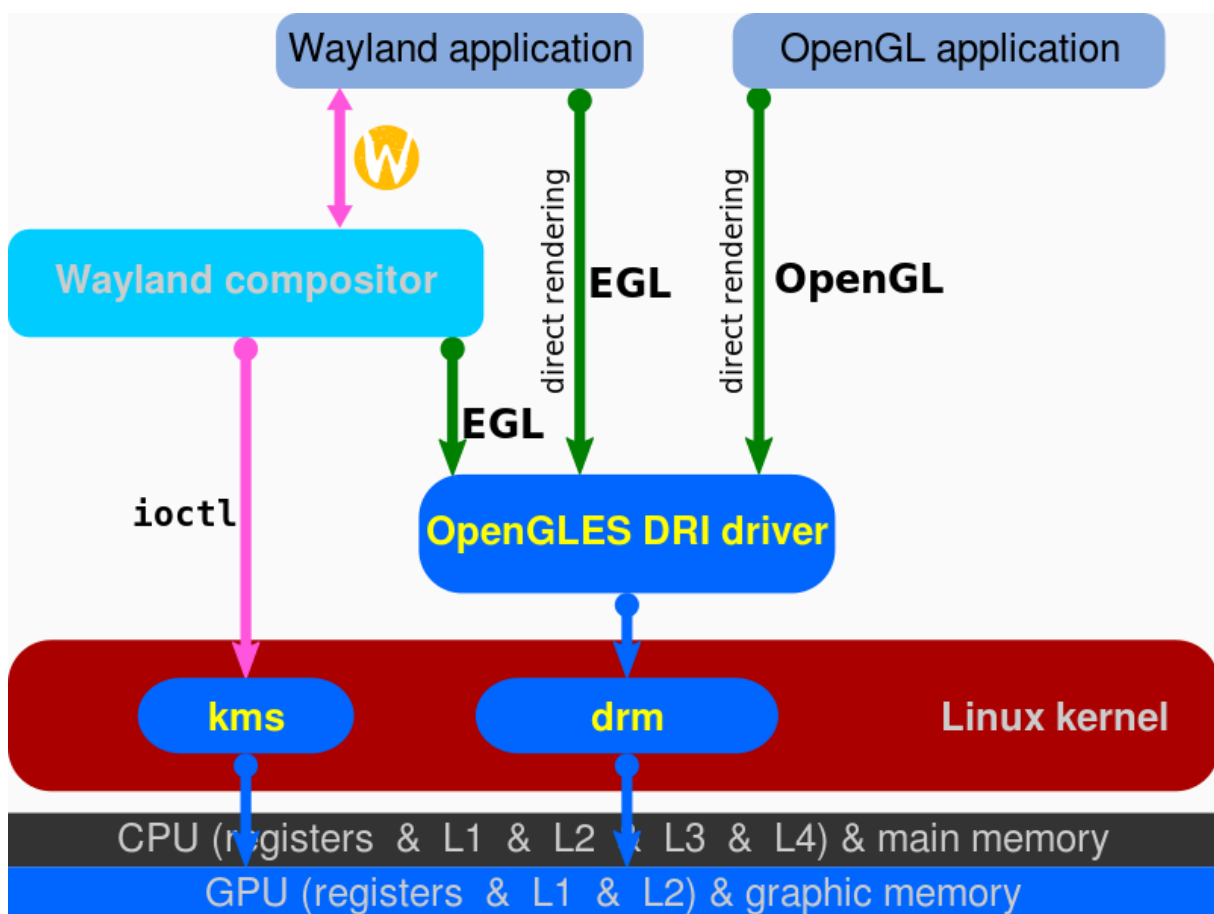 Wayland application
OpenGL application
W
direct rendering
EGL
direct rendering
OpenGL
Wayland compositor
EGL
ioctl
OpenGLES DRI driver
kms
drm
Linux kernel
CPU (registers & L1 & L2 & L3 & L4) & main memory
GPU (registers & L1 & L2) & graphic memory